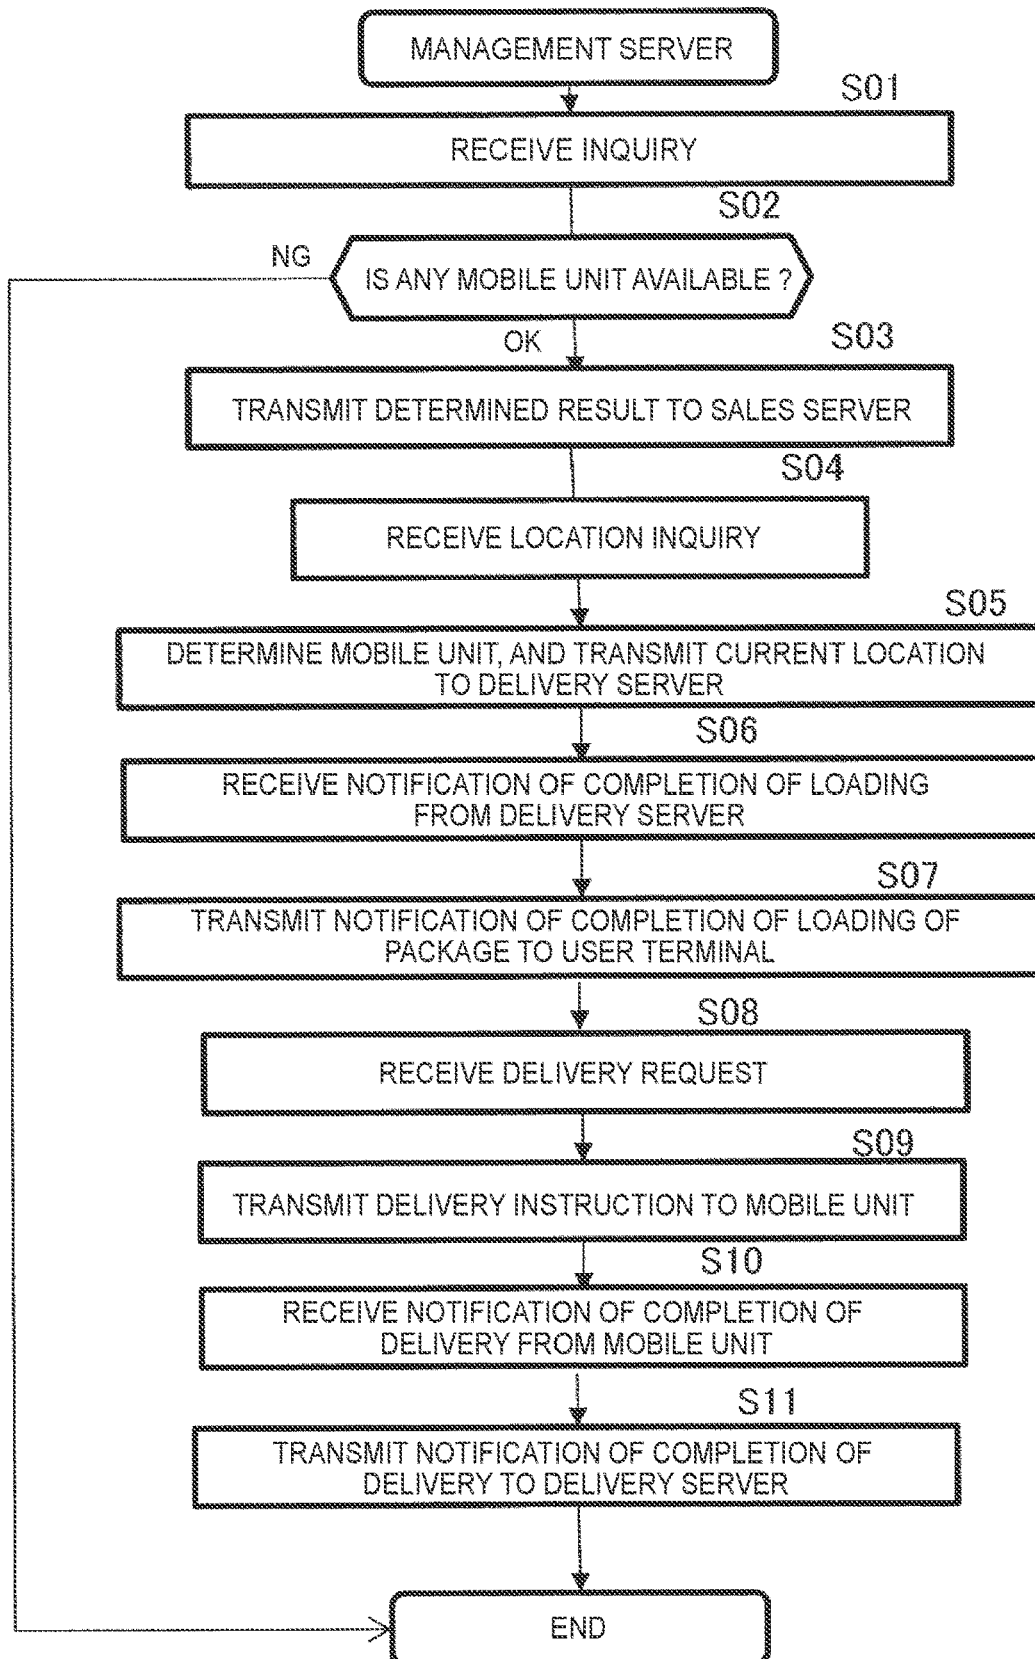 MANAGEMENT SERVER
S01
RECEIVE INQUIRY
S02
NG
IS ANY MOBILE UNIT AVAILABLE ?
OK
S03
TRANSMIT DETERMINED RESULT TO SALES SERVER
S04
RECEIVE LOCATION INQUIRY
S05
DETERMINE MOBILE UNIT, AND TRANSMIT CURRENT LOCATION
TO DELIVERY SERVER
S06
RECEIVE NOTIFICATION OF COMPLETION OF LOADING
FROM DELIVERY SERVER
S07
TRANSMIT NOTIFICATION OF COMPLETION OF LOADING OF
PACKAGE TO USER TERMINAL
S08
RECEIVE DELIVERY REQUEST
S09
TRANSMIT DELIVERY INSTRUCTION TO MOBILE UNIT
S10
RECEIVE NOTIFICATION OF COMPLETION OF
DELIVERY FROM MOBILE UNIT
S11
TRANSMIT NOTIFICATION OF COMPLETION OF
DELIVERY TO DELIVERY SERVER
END